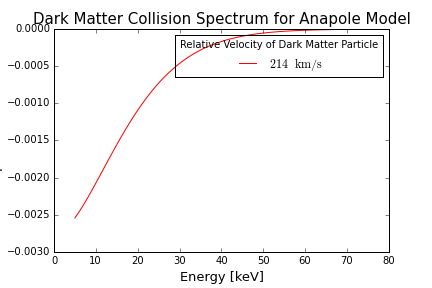 Dark Matter Collision Spectrum for Anapole Model
Relative Velocity of Dark Matter Particle
214 km/s
0.0000
−0.0005
−0.0010
−0.0015
−0.0020
−0.0025
−0.0030
0 10 20 30 40 50 60 70 80
Energy [keV]